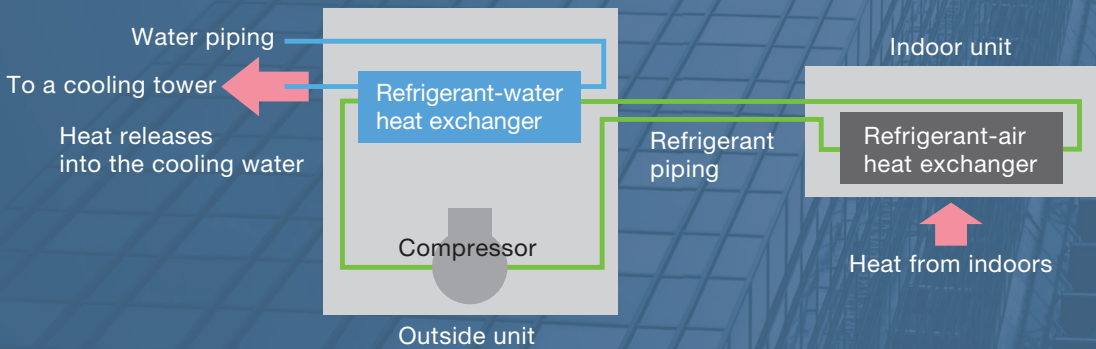 Water piping
To a cooling tower
Heat releases
into the cooling water
Refrigerant-water
heat exchanger
Compressor
Outside unit
Refrigerant
piping
Indoor unit
Refrigerant-air
heat exchanger
Heat from indoors